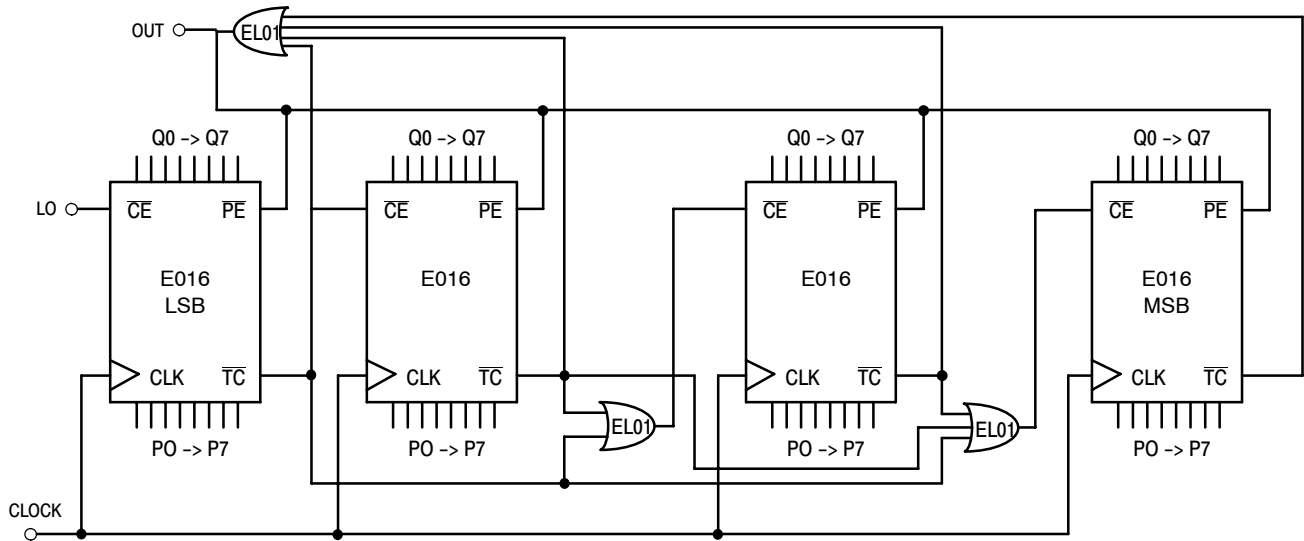 OUT
EL01
Q0 -> Q7
Q0 -> Q7
Q0 -> Q7
Q0 -> Q7
LO
CE PE
CE PE
CE PE
CE PE
E016
LSB
E016
E016
E016
MSB
CLK TC
CLK TC
CLK TC
CLK TC
EL01
EL01
PO -> P7
PO -> P7
PO -> P7
PO -> P7
CLOCK